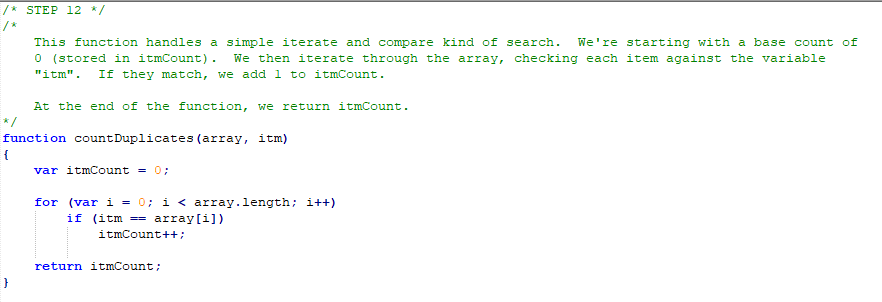 /* STEP 12 */
/*
    This function handles a simple iterate and compare kind of search.  We're starting with a base count of
    0 (stored in itmCount).  We then iterate through the array, checking each item against the variable
    "itm".  If they match, we add 1 to itmCount.

    At the end of the function, we return itmCount.
*/
function countDuplicates(array, itm)
{
    var itmCount = 0;

    for (var i = 0; i < array.length; i++)
        if (itm == array[i])
            itmCount++;

    return itmCount;
}